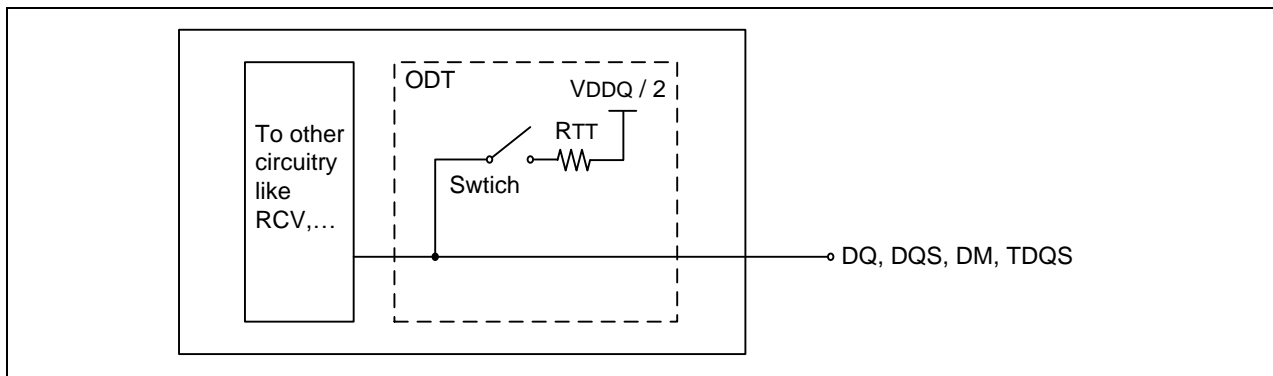 ODT
VDDQ / 2
To other
circuitry
like
RCV,…
RTT
Swtich
DQ, DQS, DM, TDQS